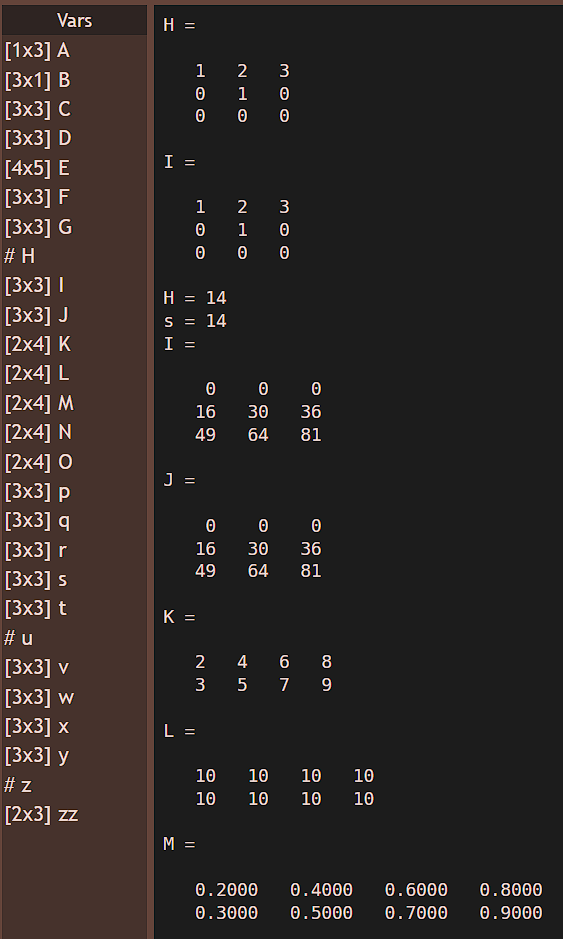 Vars
[1x3] A
[3x1] B
[3x3] C
[3x3] D
[4x5] E
[3x3] F
[3x3] G
# H
[3x3] I
[3x3] J
[2x4] K
[2x4] L
[2x4] M
[2x4] N
[2x4] O
[3x3] p
[3x3] q
[3x3] r
[3x3] s
[3x3] t
# u
[3x3] v
[3x3] w
[3x3] x
[3x3] y
# z
[2x3] zz
H =
1 2 3
0 1 0
0 0 0
I =
1 2 3
0 1 0
0 0 0
H = 14
s = 14
I =
0 0 0
16 30 36
49 64 81
J =
0 0 0
16 30 36
49 64 81
K =
2 4 6 8
3 5 7 9
L =
10 10 10 10
10 10 10 10
M =
0.2000 0.4000 0.6000 0.8000
0.3000 0.5000 0.7000 0.9000